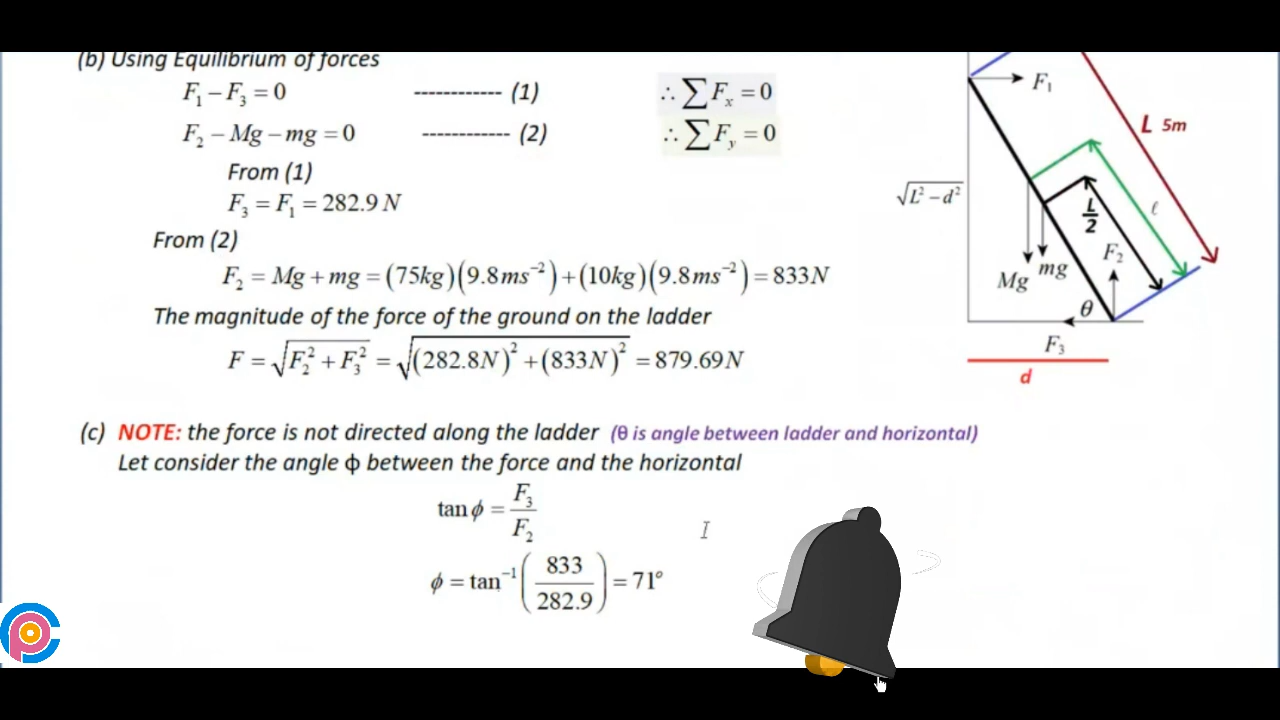 (b) Using Equilibrium of forces
F₁ − F₃ = 0 ------------ (1) ∴ ∑Fₓ = 0
F₂ − Mg − mg = 0 ------------ (2) ∴ ∑F_y = 0
From (1)
F₃ = F₁ = 282.9 N
From (2)
F₂ = Mg + mg = (75kg)(9.8ms⁻²) + (10kg)(9.8ms⁻²) = 833N
The magnitude of the force of the ground on the ladder
F = √(F₂² + F₃²) = √((282.8N)² + (833N)²) = 879.69N
(c) NOTE: the force is not directed along the ladder (θ is angle between ladder and horizontal)
Let consider the angle ϕ between the force and the horizontal
tan ϕ = F₃/F₂
ϕ = tan⁻¹(833/282.9) = 71°
F₁
L 5m
√(L² − d²)
ℓ
L/2
F₂
mg
Mg
θ
F₃
d